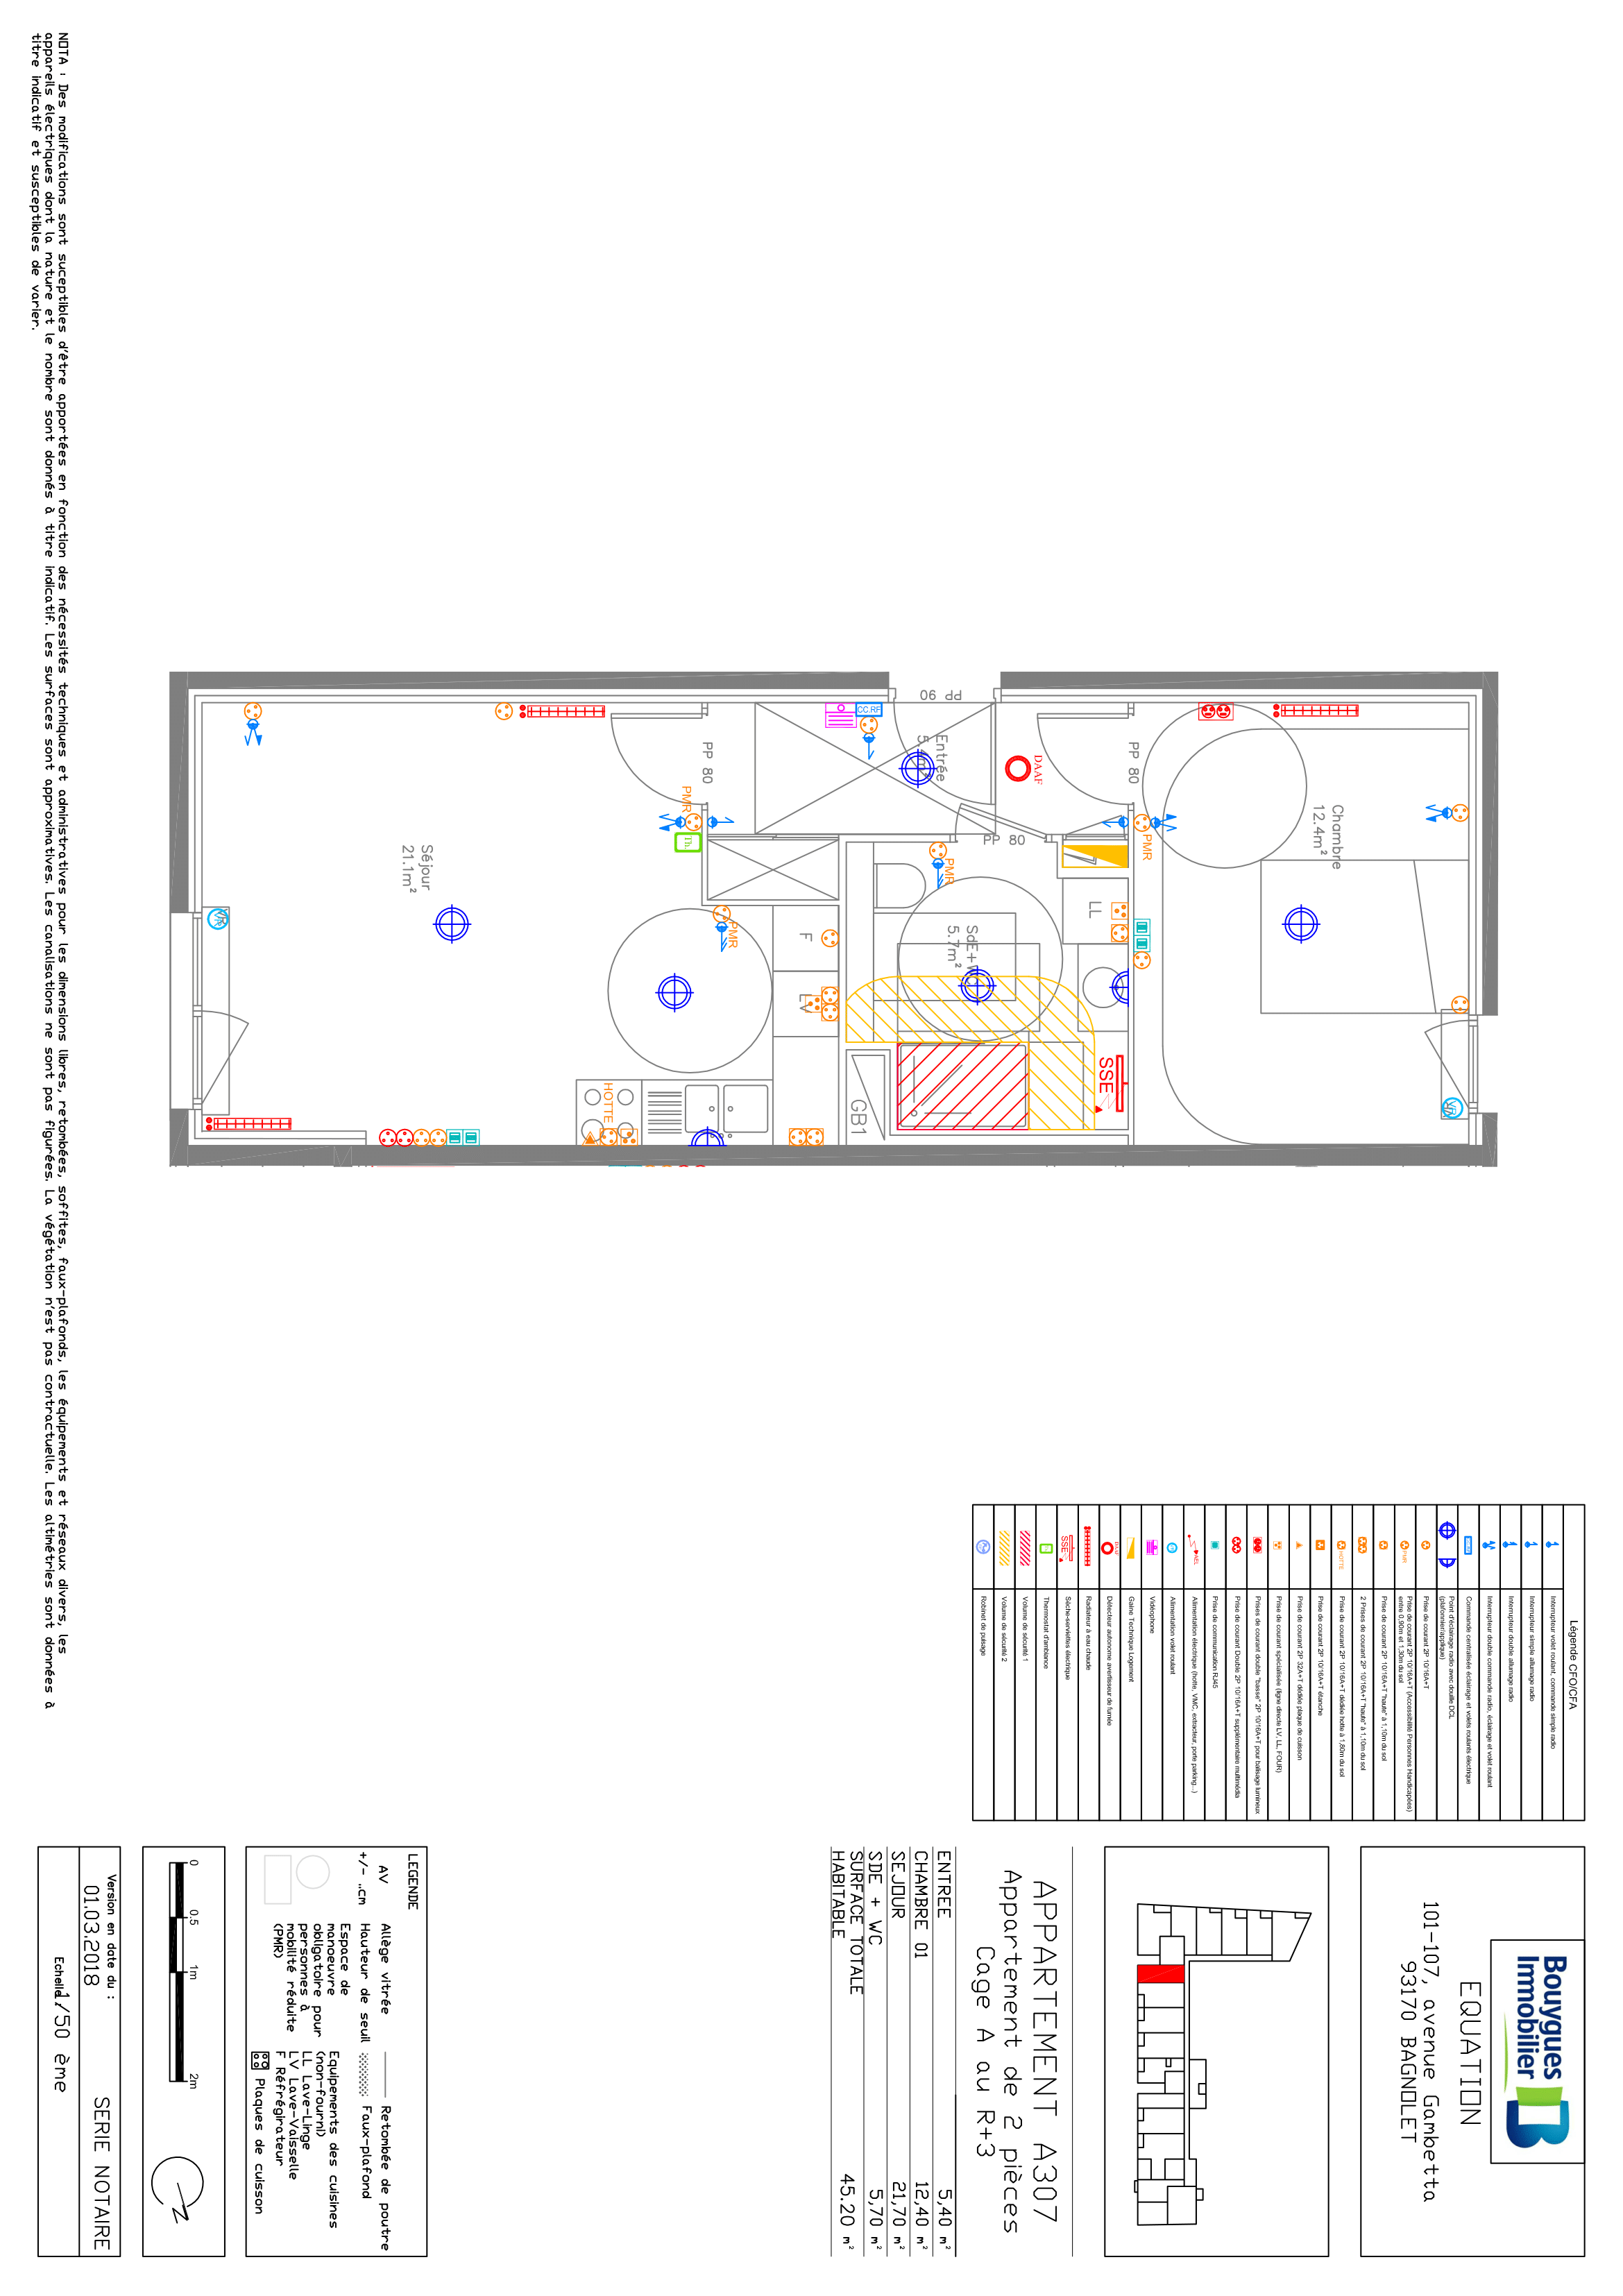 Bouygues
Immobilier
EQUATION
101-107, avenue Gambetta
93170 BAGNOLET
APPARTEMENT A307
Appartement de 2 pièces
Cage A au R+3
ENTREE 5,40 m²
CHAMBRE 01 12,40 m²
SEJOUR 21,70 m²
SDE + WC 5,70 m²
SURFACE TOTALE
HABITABLE 45.20 m²
LEGENDE
AV Allège vitrée
+/- ..cm Hauteur de seuil
Espace de
manoeuvre
obligatoire pour
personnes à
mobilité réduite
(PMR)
Retombée de poutre
Faux-plafond
Equipements des cuisines
(non-fourni)
LL Lave-Linge
LV Lave-Vaisselle
F Réfrigérateur
Plaques de cuisson
0 0.5 1m 2m
N
Version en date du :
01.03.2018
SERIE NOTAIRE
Echelle 1/50 ème
Légende CFO/CFA
Interrupteur volet roulant, commande simple radio
Interrupteur simple allumage radio
Interrupteur double allumage radio
Interrupteur double commande radio, éclairage et volet roulant
Commande centralisée éclairage et volets roulants électrique
Point d'éclairage radio avec douille DCL
(plafonnier/applique)
Prise de courant 2P 10/16A+T
Prise de courant 2P 10/16A+T (Accessibilité Personnes Handicapées)
entre 0,90m et 1,30m du sol
Prise de courant 2P 10/16A+T "haute" à 1,10m du sol
2 Prises de courant 2P 10/16A+T "haute" à 1,10m du sol
Prise de courant 2P 10/16A+T dédiée hotte à 1,80m du sol
Prise de courant 2P 10/16A+T étanche
Prise de courant 2P 32A+T dédiée plaque de cuisson
Prise de courant spécialisée (ligne directe LV, LL, FOUR)
Prises de courant double "basse" 2P 10/16A+T pour balisage lumineux
Prise de courant Double 2P 10/16A+T supplémentaire multimédia
Prise de communication RJ45
Alimentation électrique (hotte, VMC, extracteur, porte parking...)
Alimentation volet roulant
Vidéophone
Gaine Technique Logement
Détecteur autonome avertisseur de fumée
Radiateur à eau chaude
Sèche-serviettes électrique
Thermostat d'ambiance
Volume de sécurité 1
Volume de sécurité 2
Robinet de puisage
PMR
HOTTE
AEL
DAAF
SSE
Chambre
12.4m²
PP 80
PMR
VR
DAAF
PP 90
Entrée
CC.RF
PP 80
LL
PMR
SdE+
5.7m²
SSE
GB1
PP 80
PMR
Th.
F
PMR
HOTTE
Séjour
21.1m²
VR
NOTA : Des modifications sont suceptibles d'être apportées en fonction des nécessités techniques et administratives pour les dimensions libres, retombées, soffites, faux-plafonds, les équipements et réseaux divers, les
appareils électriques dont la nature et le nombre sont donnés à titre indicatif. Les surfaces sont approximatives. Les canalisations ne sont pas figurées. La végétation n'est pas contractuelle. Les altimétries sont données à
titre indicatif et susceptibles de varier.